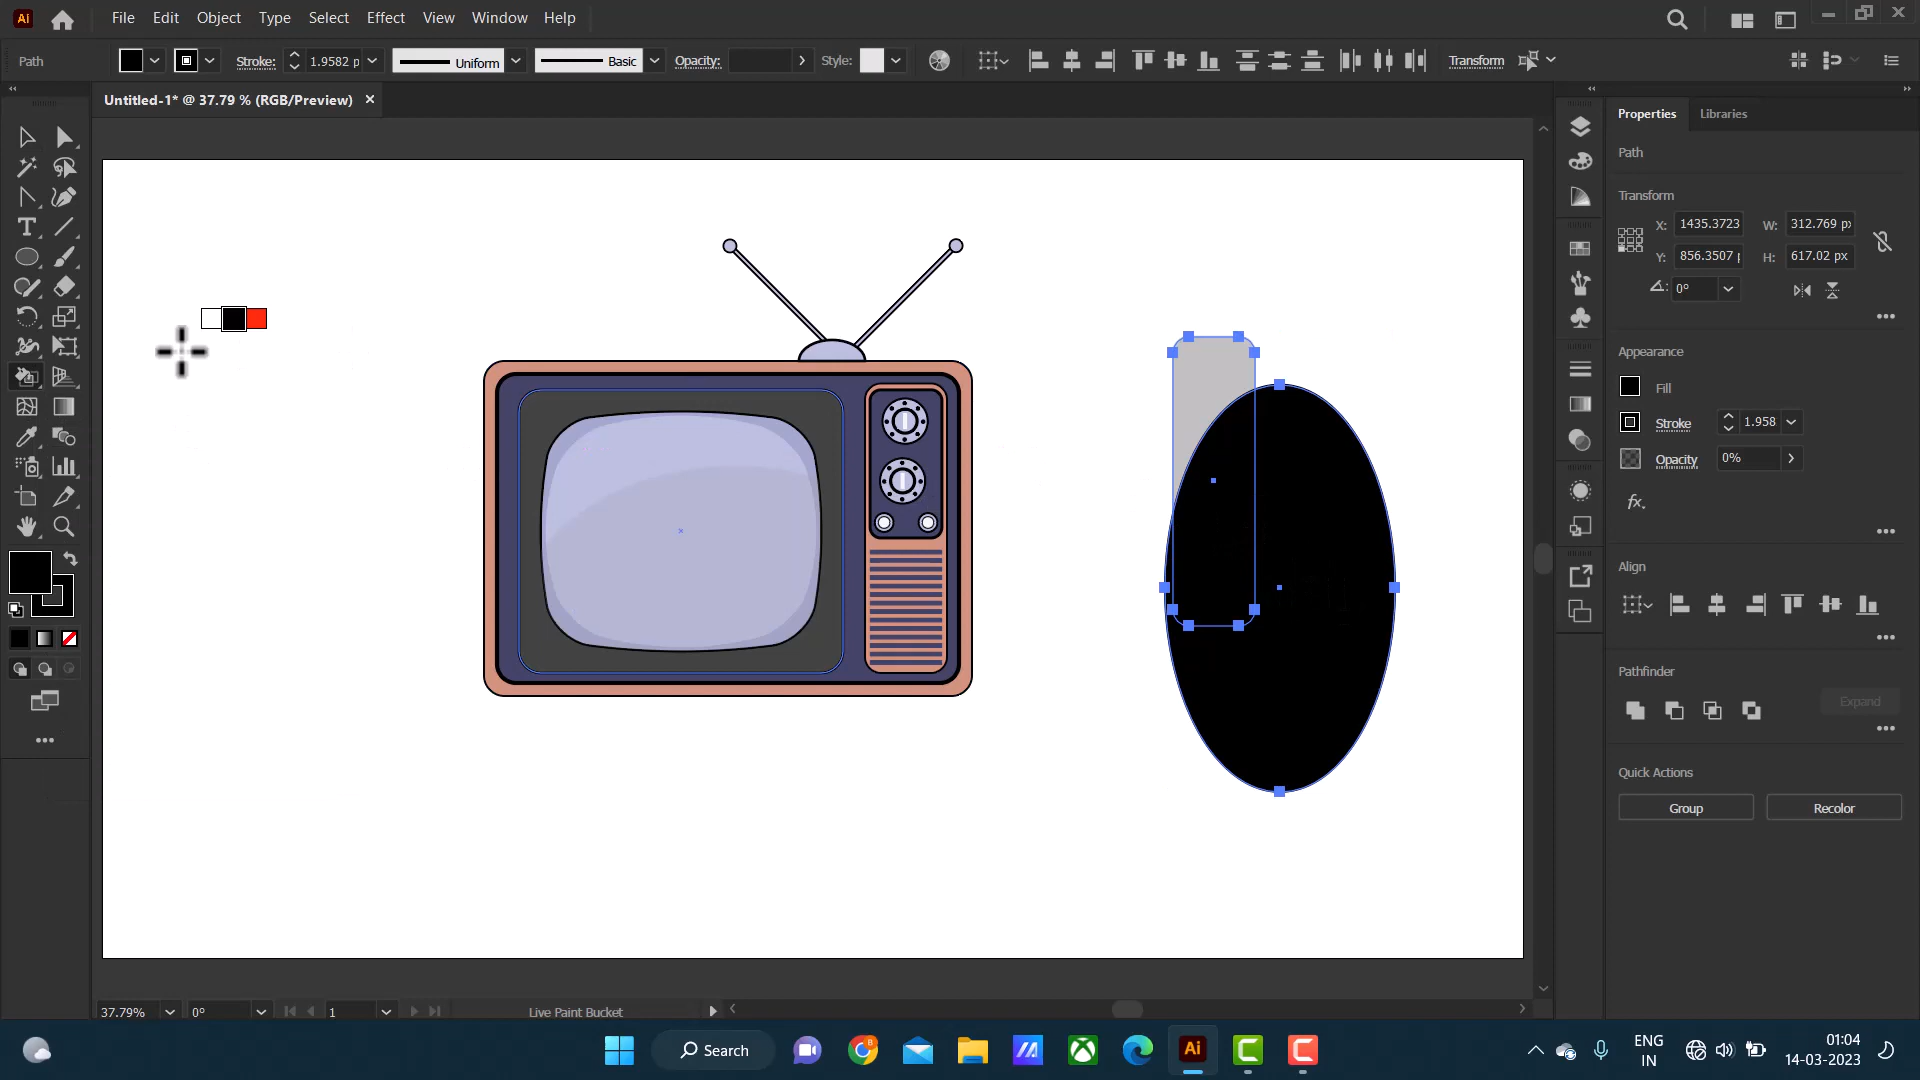 Ai File Edit Object Type Select Effect View Window Help
Path Stroke: 1.9582 p Uniform Basic Opacity: Style: Transform
Untitled-1* @ 37.79 % (RGB/Preview)
Properties Libraries
Path
Transform
X: 1435.3723 W: 312.769 px
Y: 856.3507 p H: 617.02 px
0°
Appearance
Fill
Stroke 1.958
Opacity 0%
fx.
Align
Pathfinder
Expand
Quick Actions
Group Recolor
37.79% 0° 1 Live Paint Bucket
Search
Ai
ENG
IN
01:04
14-03-2023